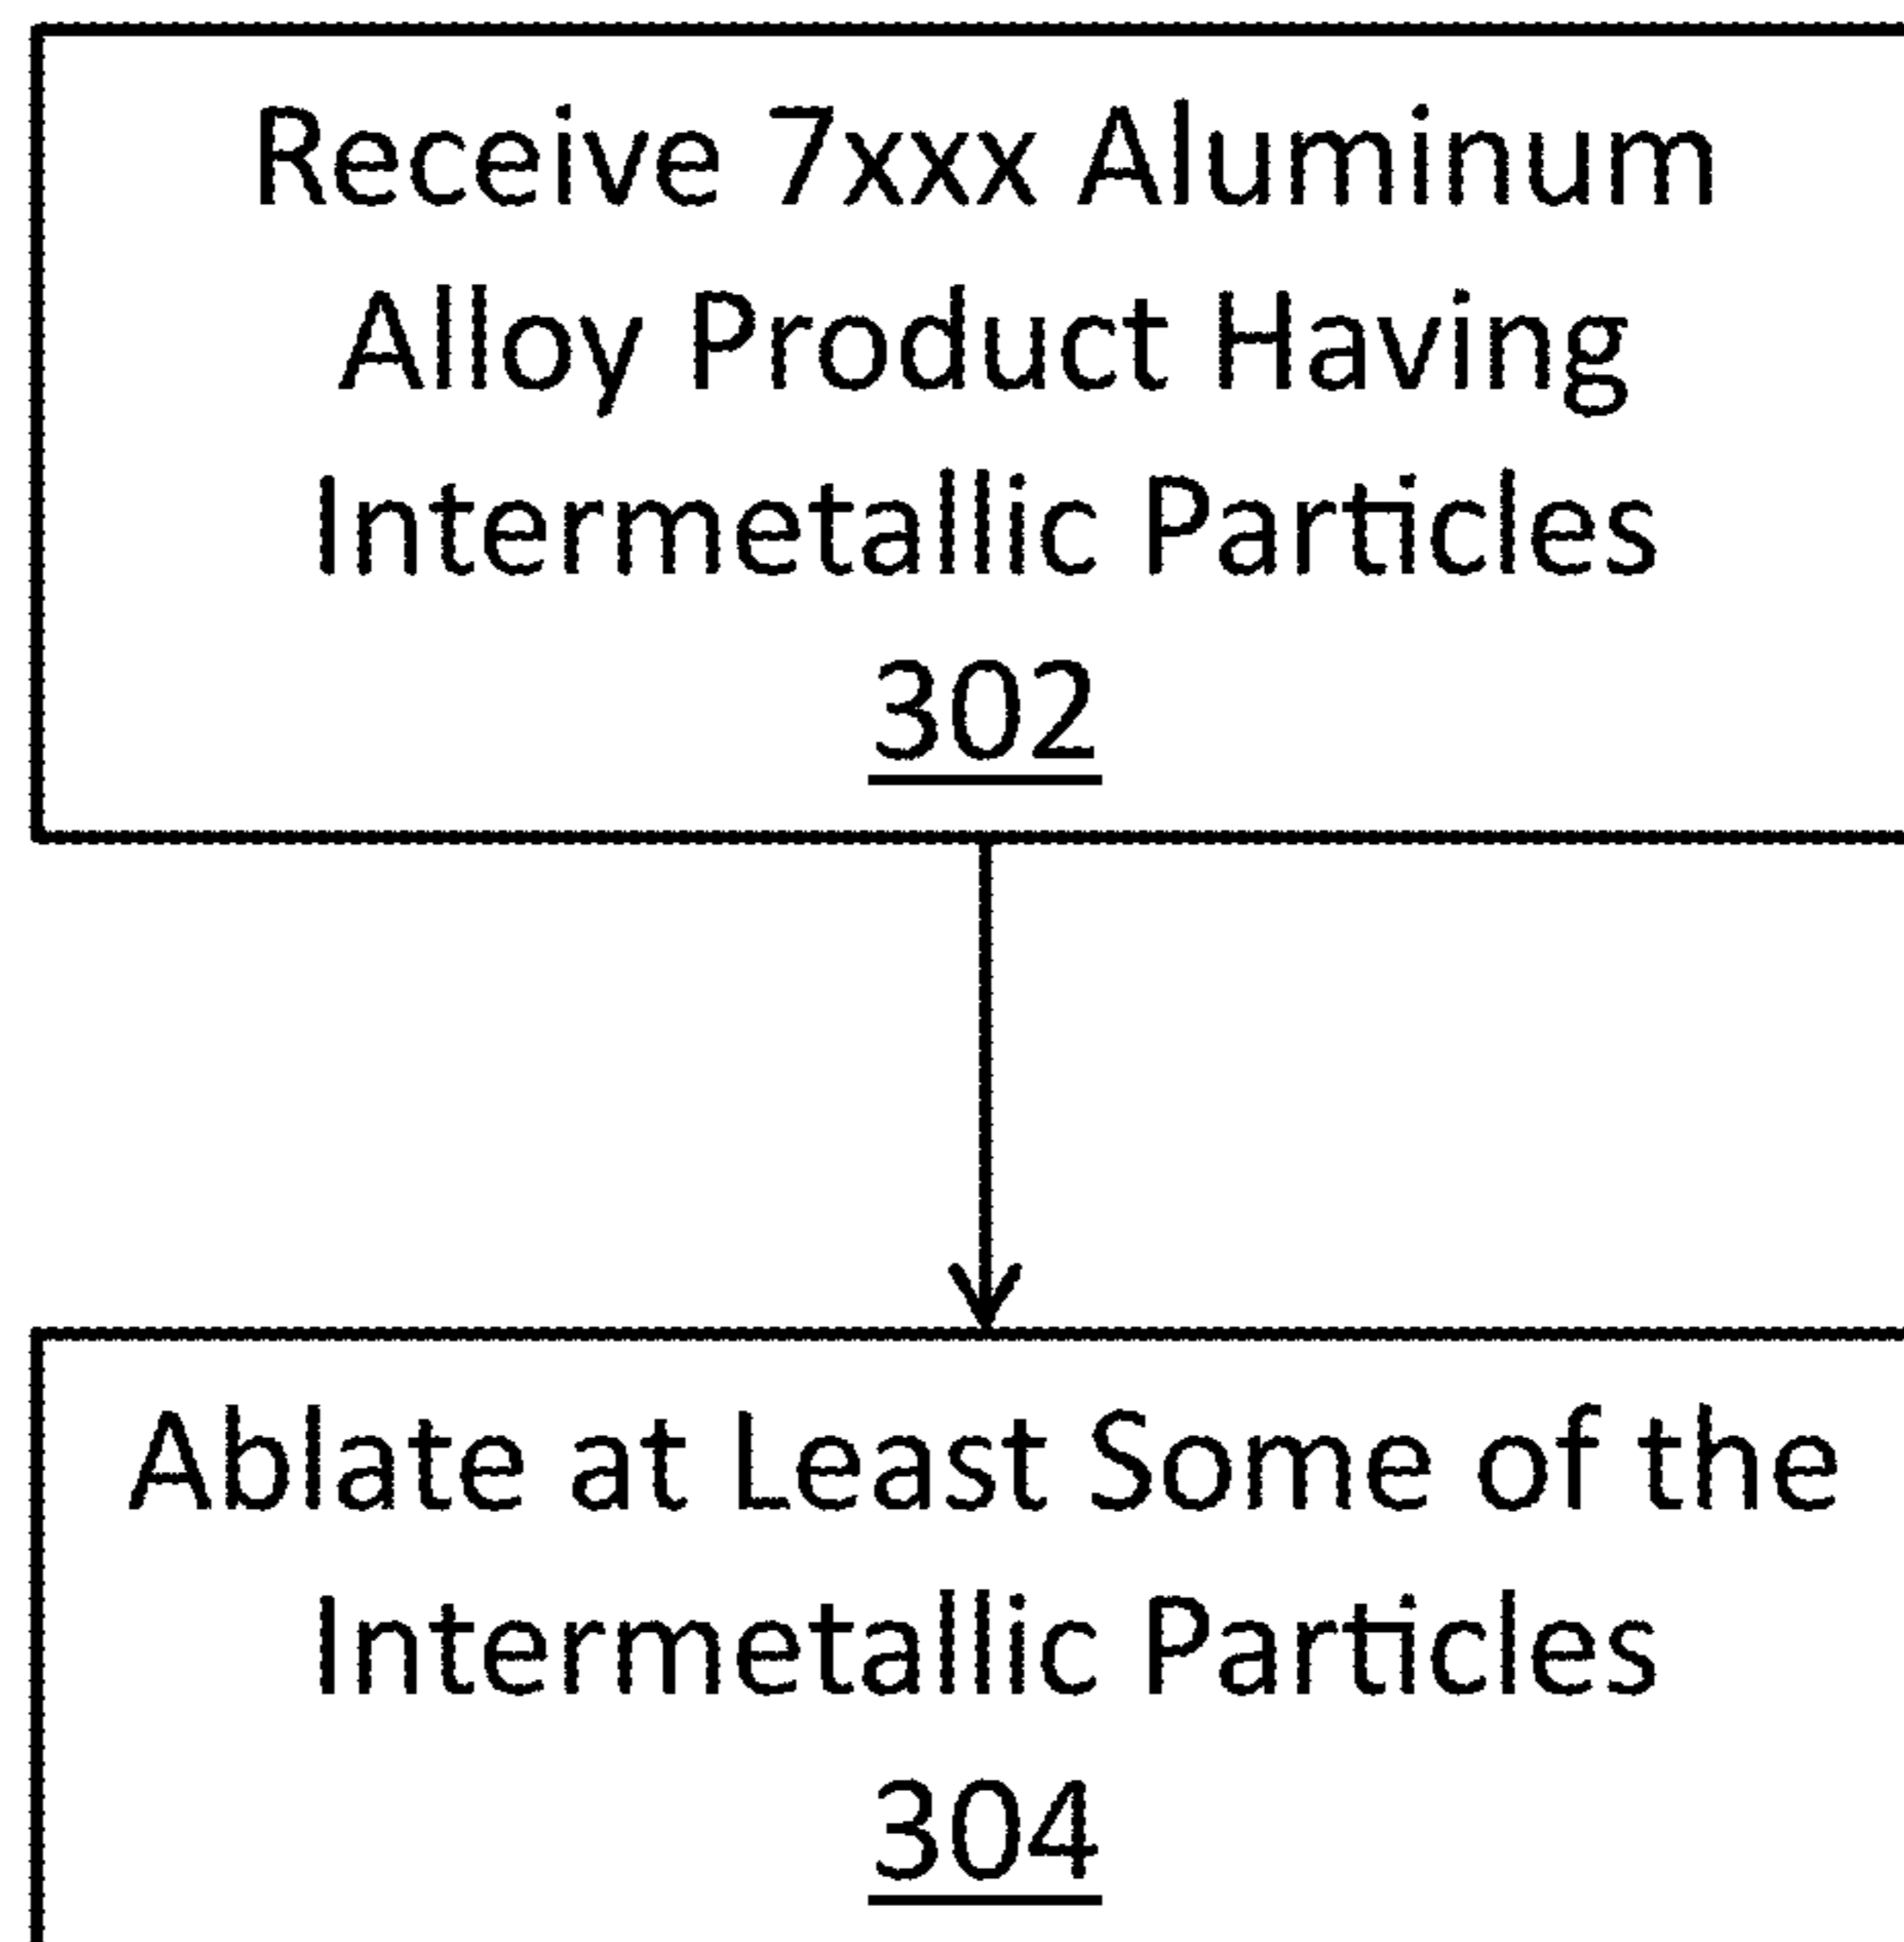 Receive 7xxx Aluminum
Alloy Product Having
Intermetallic Particles
302
Ablate at Least Some of the
Intermetallic Particles
304